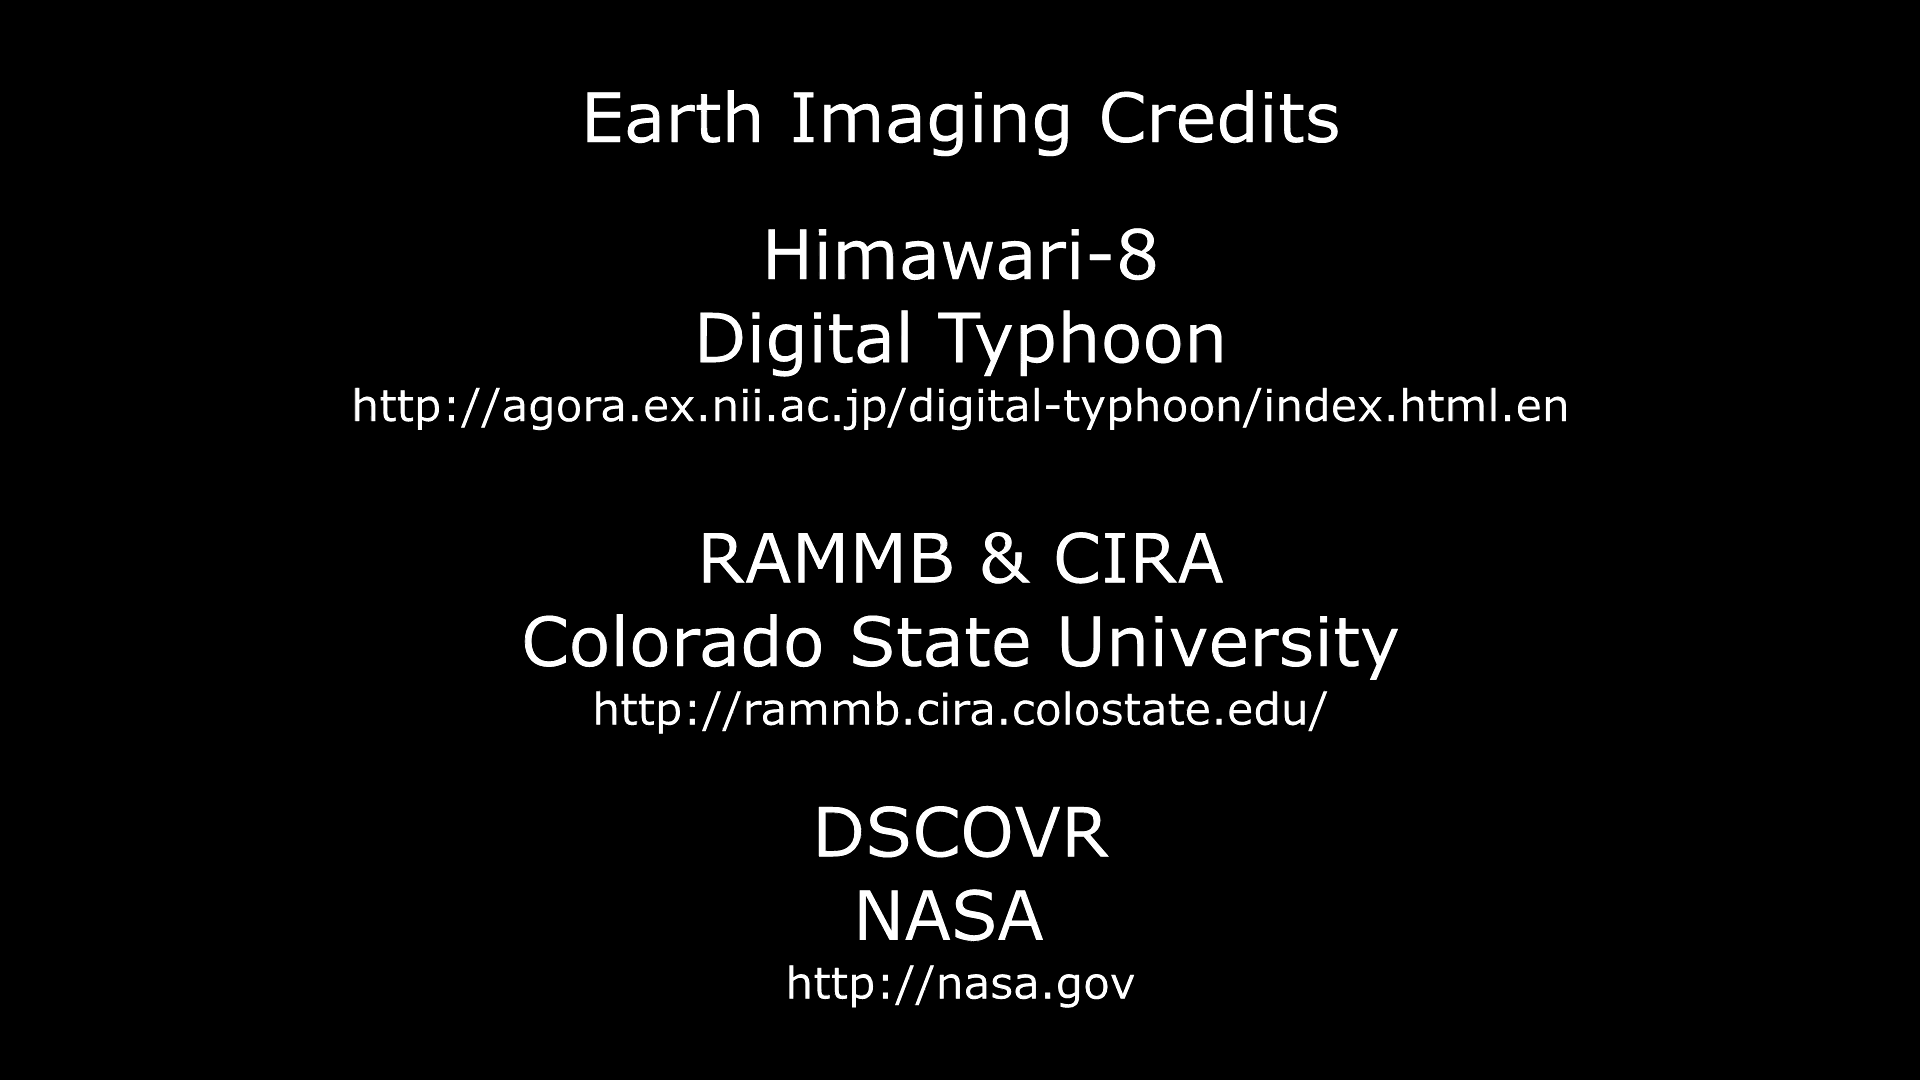 Earth Imaging Credits
Himawari-8
Digital Typhoon
http://agora.ex.nii.ac.jp/digital-typhoon/index.html.en
RAMMB & CIRA
Colorado State University
http://rammb.cira.colostate.edu/
DSCOVR
NASA
http://nasa.gov